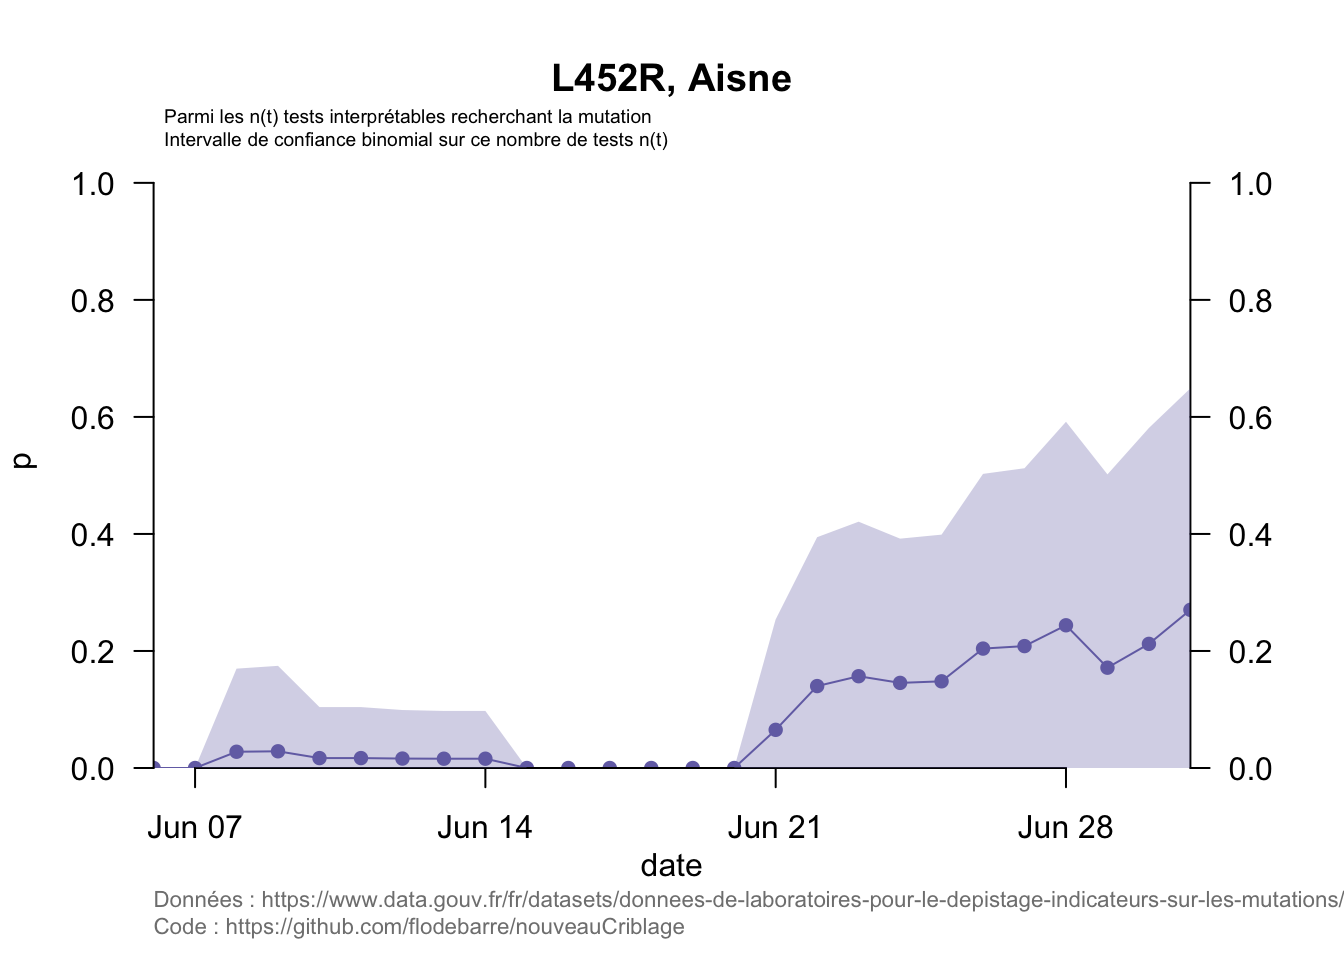 L452R, Aisne
Parmi les n(t) tests interprétables recherchant la mutation
Intervalle de confiance binomial sur ce nombre de tests n(t)
1.0
1.0
0.8
0.8
0.6
0.6
p
0.4
0.4
0.2
0.2
0.0
0.0
Jun 07
Jun 14
Jun 21
Jun 28
date
Données : https://www.data.gouv.fr/fr/datasets/donnees-de-laboratoires-pour-le-depistage-indicateurs-sur-les-mutations/
Code : https://github.com/flodebarre/nouveauCriblage